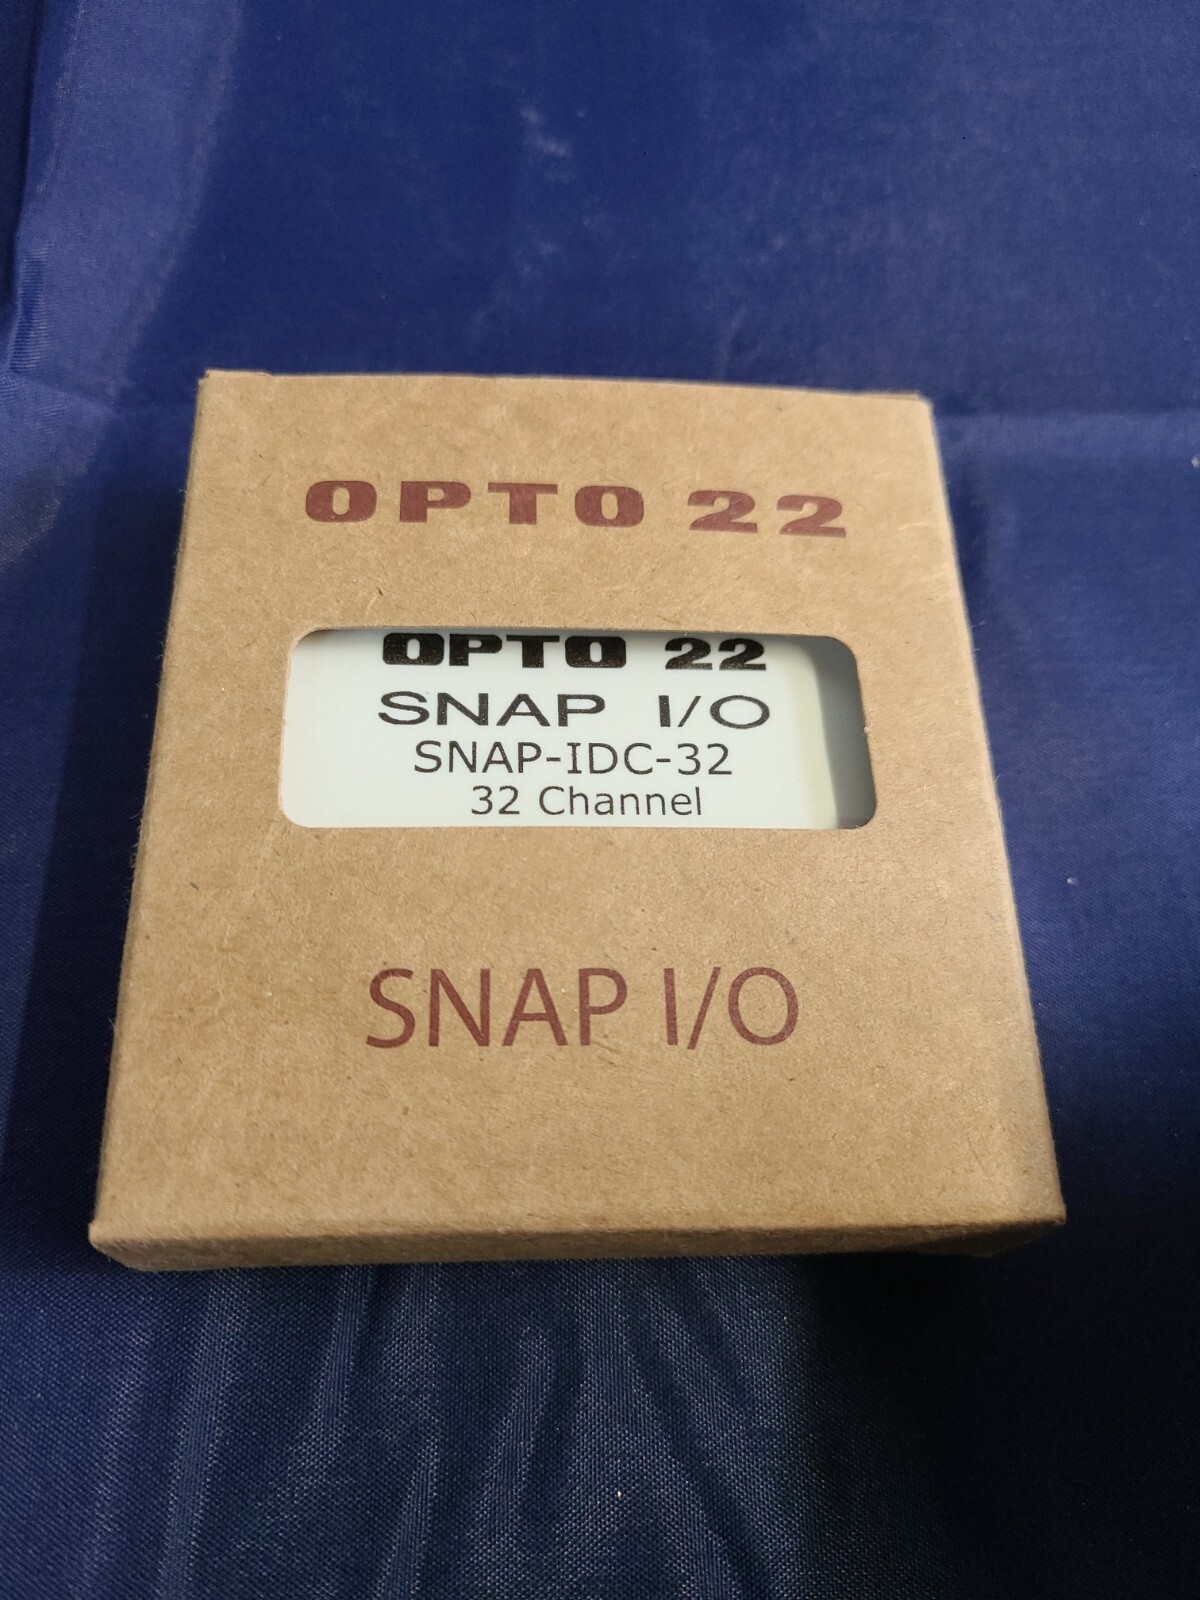 OPTO 22
OPTO 22
SNAP I/O
SNAP-IDC-32
32 Channel
SNAP I/O